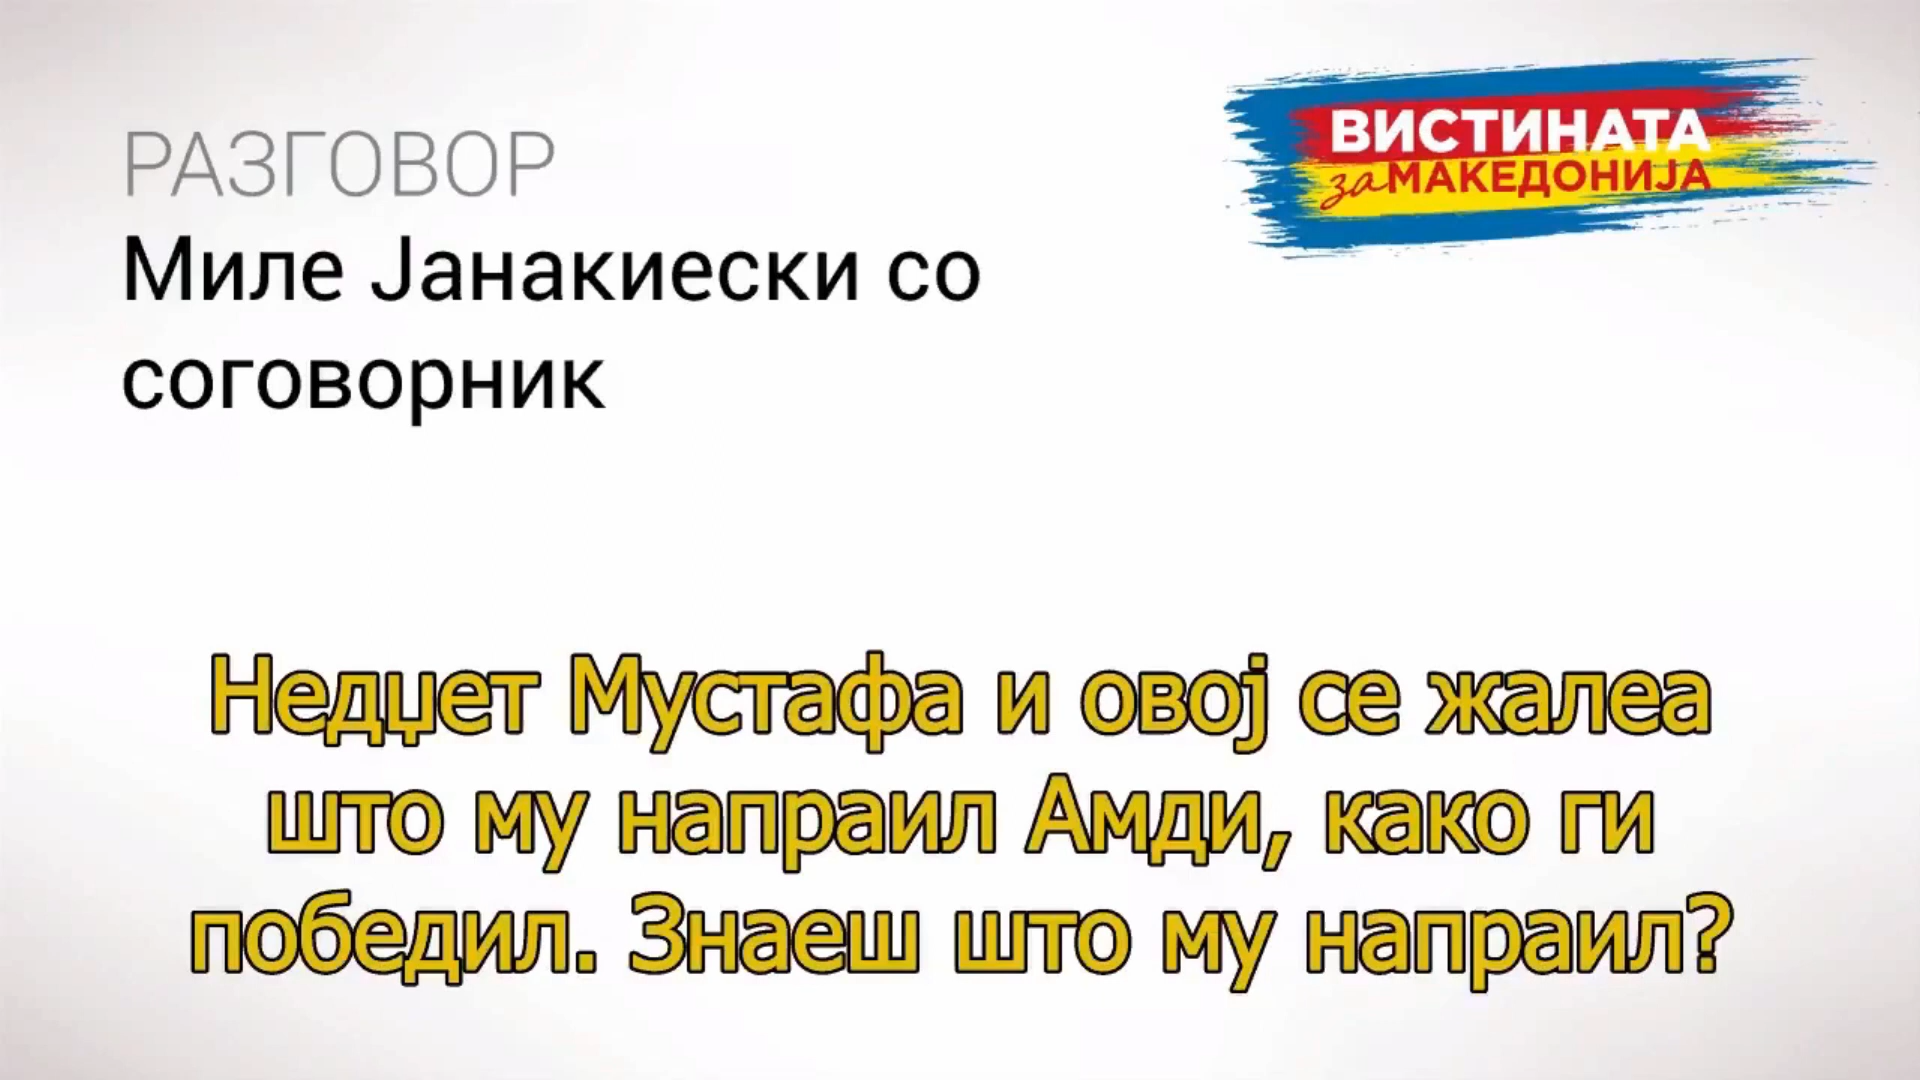 РАЗГОВОР
Миле Јанакиески со
соговорник
ВИСТИНАТА
за МАКЕДОНИЈА
Неџџет Мустафа и овој се жалеа
што му напраил Амди, како ги
победил. Знаеш што му напраил?